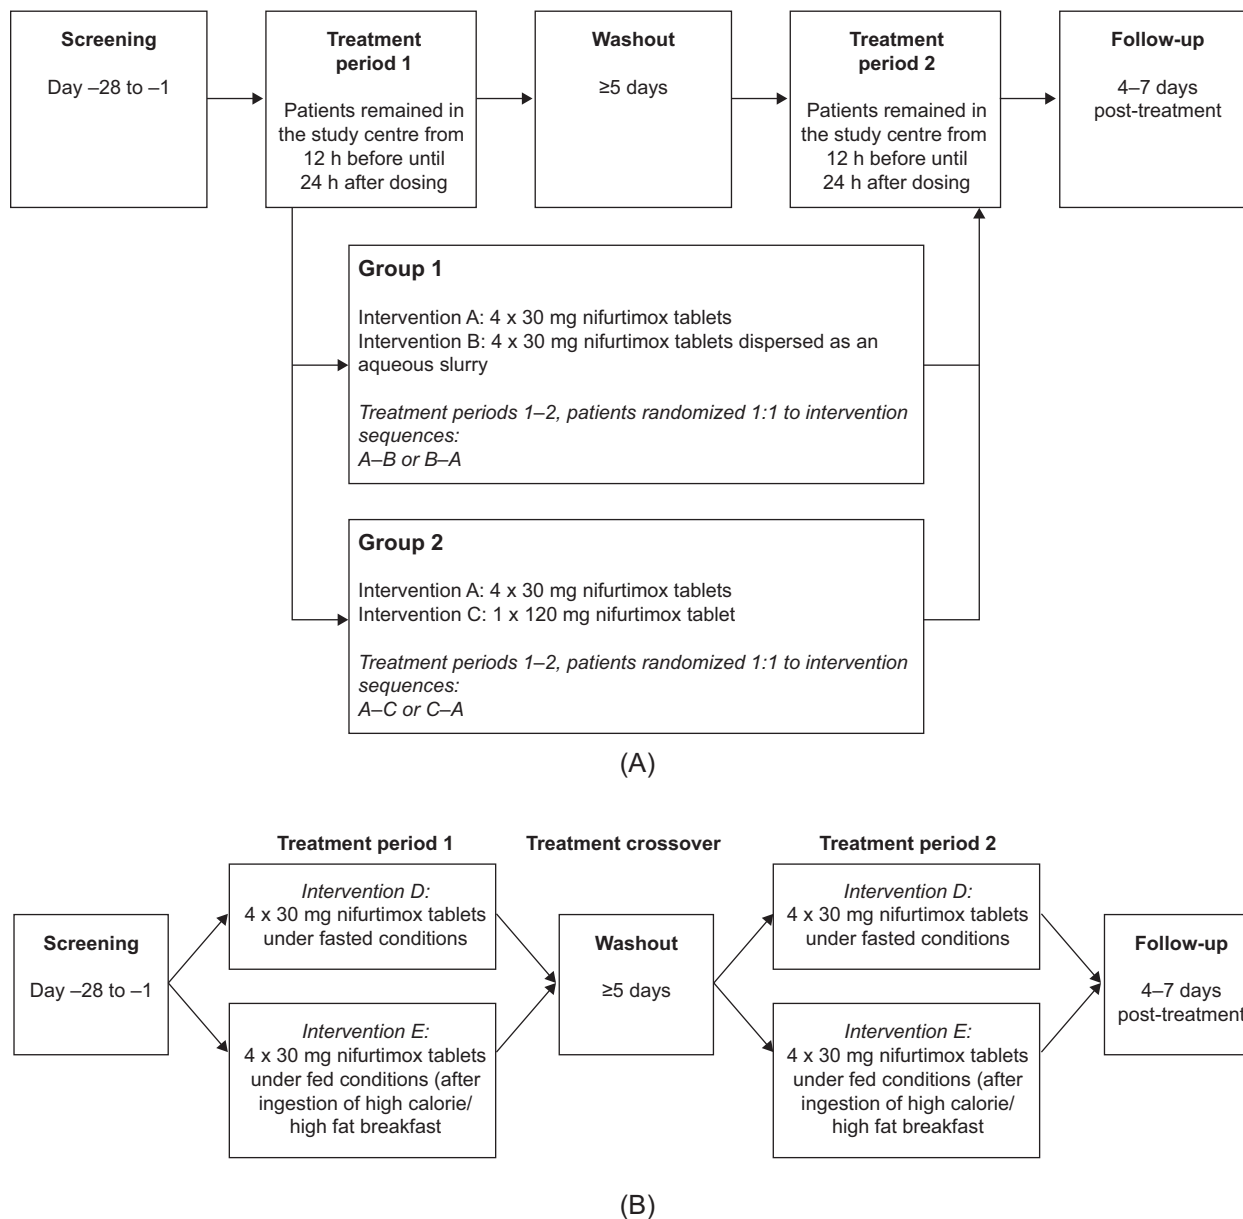 Screening
Day –28 to –1
Treatment
period 1
Patients remained in
the study centre from
12 h before until
24 h after dosing
Washout
≥5 days
Treatment
period 2
Patients remained in
the study centre from
12 h before until
24 h after dosing
Follow-up
4–7 days
post-treatment
Group 1
Intervention A: 4 x 30 mg nifurtimox tablets
Intervention B: 4 x 30 mg nifurtimox tablets dispersed as an
aqueous slurry
Treatment periods 1–2, patients randomized 1:1 to intervention
sequences:
A–B or B–A
Group 2
Intervention A: 4 x 30 mg nifurtimox tablets
Intervention C: 1 x 120 mg nifurtimox tablet
Treatment periods 1–2, patients randomized 1:1 to intervention
sequences:
A–C or C–A
(A)
Treatment period 1
Treatment crossover
Treatment period 2
Screening
Day –28 to –1
Intervention D:
4 x 30 mg nifurtimox tablets
under fasted conditions
Intervention E:
4 x 30 mg nifurtimox tablets
under fed conditions (after
ingestion of high calorie/
high fat breakfast
Washout
≥5 days
Intervention D:
4 x 30 mg nifurtimox tablets
under fasted conditions
Intervention E:
4 x 30 mg nifurtimox tablets
under fed conditions (after
ingestion of high calorie/
high fat breakfast
Follow-up
4–7 days
post-treatment
(B)